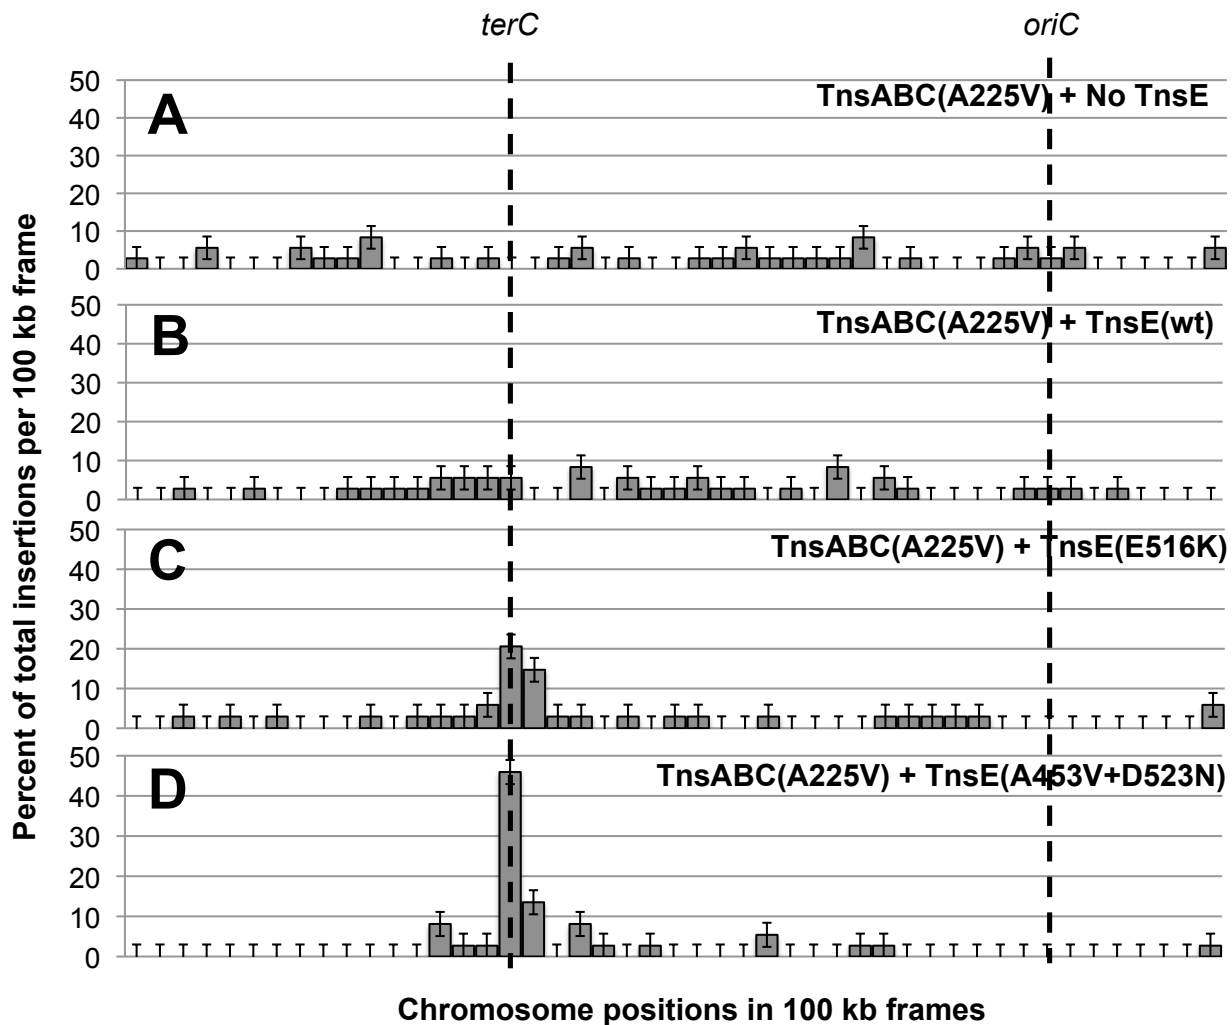 terC oriC
Percent of total insertions per 100 kb frame
50
40
30
20
10
0
A
TnsABC(A225V) + No TnsE
50
40
30
20
10
0
B
TnsABC(A225V) + TnsE(wt)
50
40
30
20
10
0
C
TnsABC(A225V) + TnsE(E516K)
50
40
30
20
10
0
D
TnsABC(A225V) + TnsE(A453V+D523N)
Chromosome positions in 100 kb frames